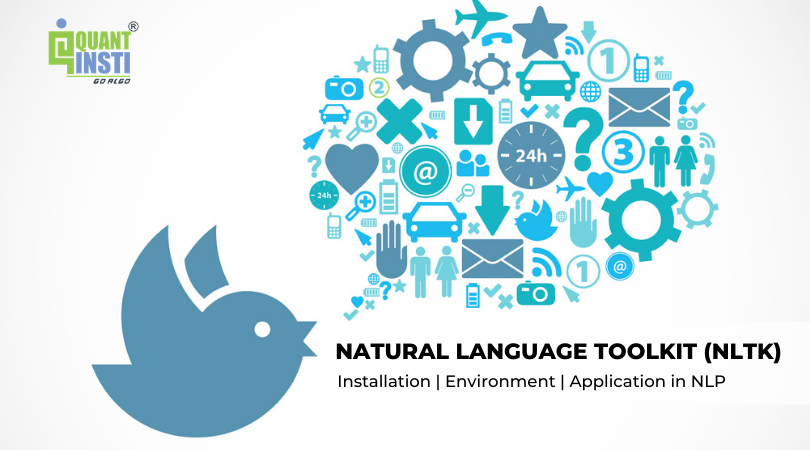 QUANT®
INSTI
GO ALGO
1
2
@
24h
3
24h
1
@
NATURAL LANGUAGE TOOLKIT (NLTK)
Installation | Environment | Application in NLP